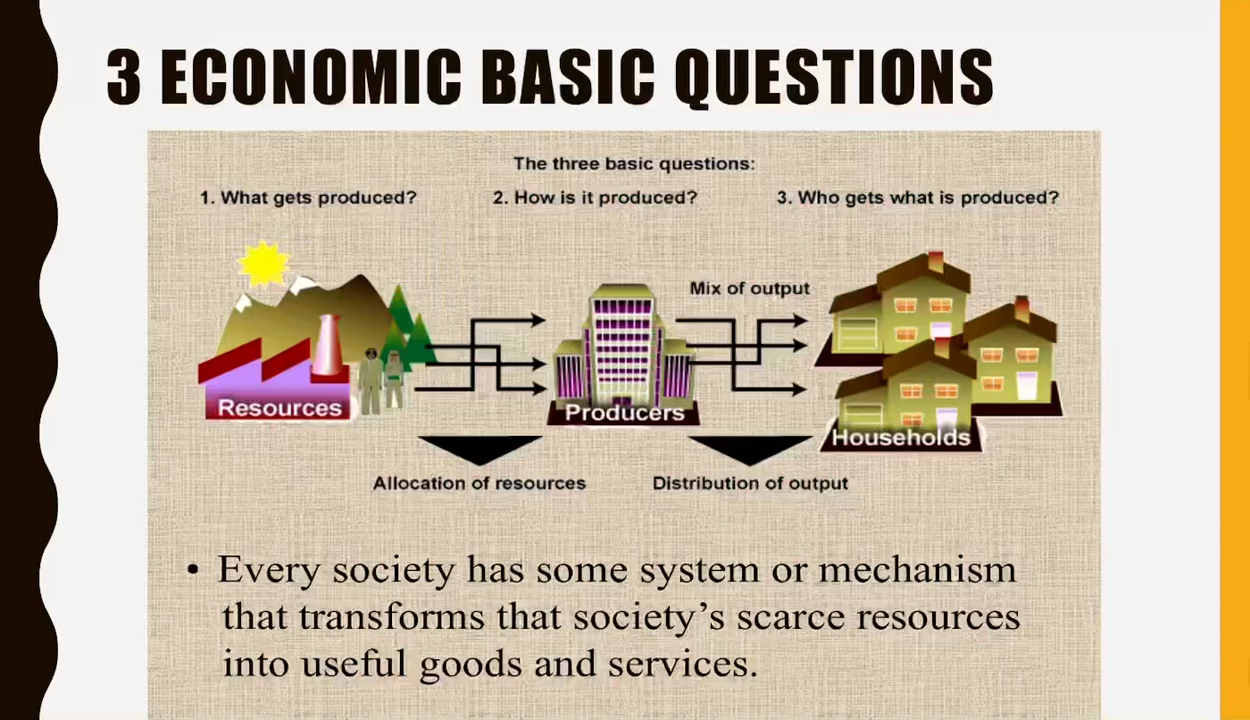 3 ECONOMIC BASIC QUESTIONS
The three basic questions:
1. What gets produced?
2. How is it produced?
3. Who gets what is produced?
Mix of output
Resources
Producers
Households
Allocation of resources
Distribution of output
• Every society has some system or mechanism
that transforms that society’s scarce resources
into useful goods and services.